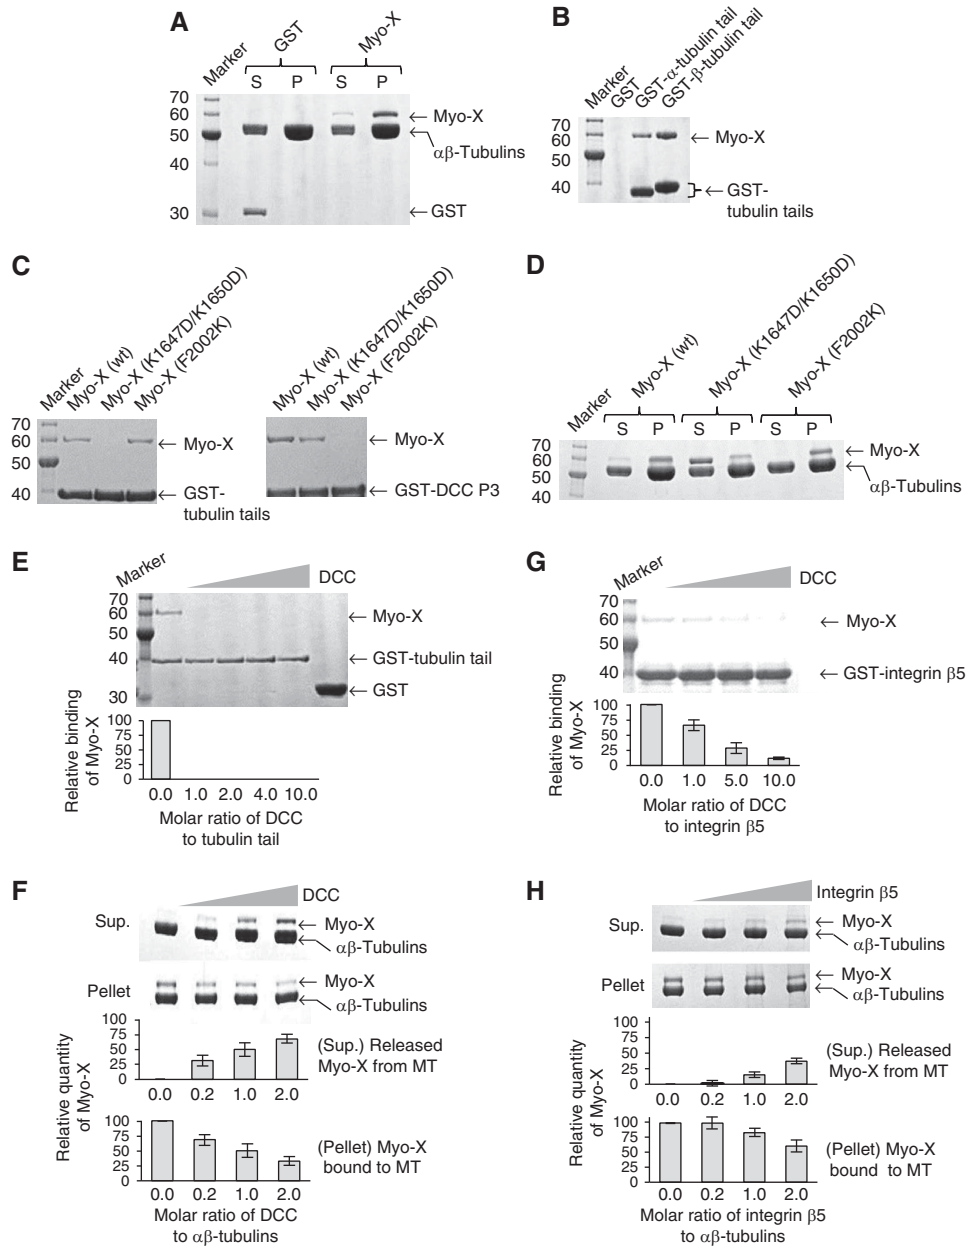 A
Marker
GST
Myo-X
S P S P
70
60
50
40
30
← Myo-X
αβ-Tubulins
← GST
B
Marker
GST
GST-α-tubulin tail
GST-β-tubulin tail
70
60
50
40
← Myo-X
← GST-
tubulin tails
C
Marker
Myo-X (wt)
Myo-X (K1647D/K1650D)
Myo-X (F2002K)
70
60
50
40
← Myo-X
← GST-
tubulin tails
Myo-X (wt)
Myo-X (K1647D/K1650D)
Myo-X (F2002K)
← Myo-X
← GST-DCC P3
D
Marker
Myo-X (wt)
Myo-X (K1647D/K1650D)
Myo-X (F2002K)
S P S P S P
70
60
50
40
← Myo-X
αβ-Tubulins
E
Marker
DCC
70
60
50
40
30
← Myo-X
← GST-tubulin tail
← GST
Relative binding
of Myo-X
100
75
50
25
0
0.0 1.0 2.0 4.0 10.0
Molar ratio of DCC
to tubulin tail
G
Marker
DCC
70
60
50
40
← Myo-X
← GST-integrin β5
Relative binding
of Myo-X
100
75
50
25
0
0.0 1.0 5.0 10.0
Molar ratio of DCC
to integrin β5
F
DCC
Sup.
← Myo-X
αβ-Tubulins
Pellet
← Myo-X
αβ-Tubulins
Relative quantity
of Myo-X
100
75
50
25
0
0.0 0.2 1.0 2.0
(Sup.) Released
Myo-X from MT
100
75
50
25
0
0.0 0.2 1.0 2.0
(Pellet) Myo-X
bound to MT
Molar ratio of DCC
to αβ-tubulins
H
Integrin β5
Sup.
← Myo-X
αβ-Tubulins
Pellet
← Myo-X
αβ-Tubulins
Relative quantity
of Myo-X
100
75
50
25
0
0.0 0.2 1.0 2.0
(Sup.) Released
Myo-X from MT
100
75
50
25
0
0.0 0.2 1.0 2.0
(Pellet) Myo-X
bound to MT
Molar ratio of integrin β5
to αβ-tubulins